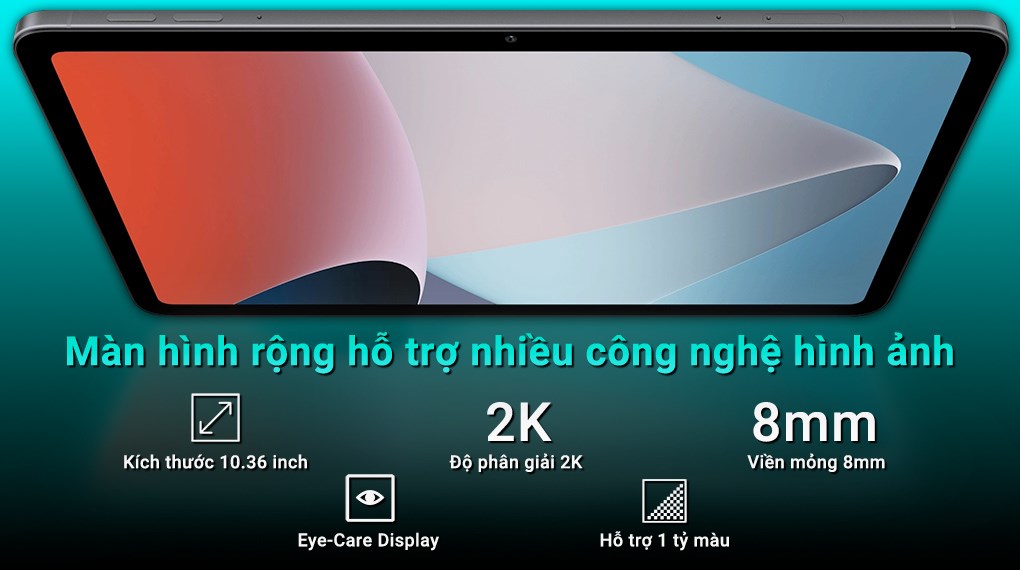 Màn hình rộng hỗ trợ nhiều công nghệ hình ảnh
Kích thước 10.36 inch
2K
Độ phân giải 2K
8mm
Viền mỏng 8mm
Eye-Care Display
Hỗ trợ 1 tỷ màu